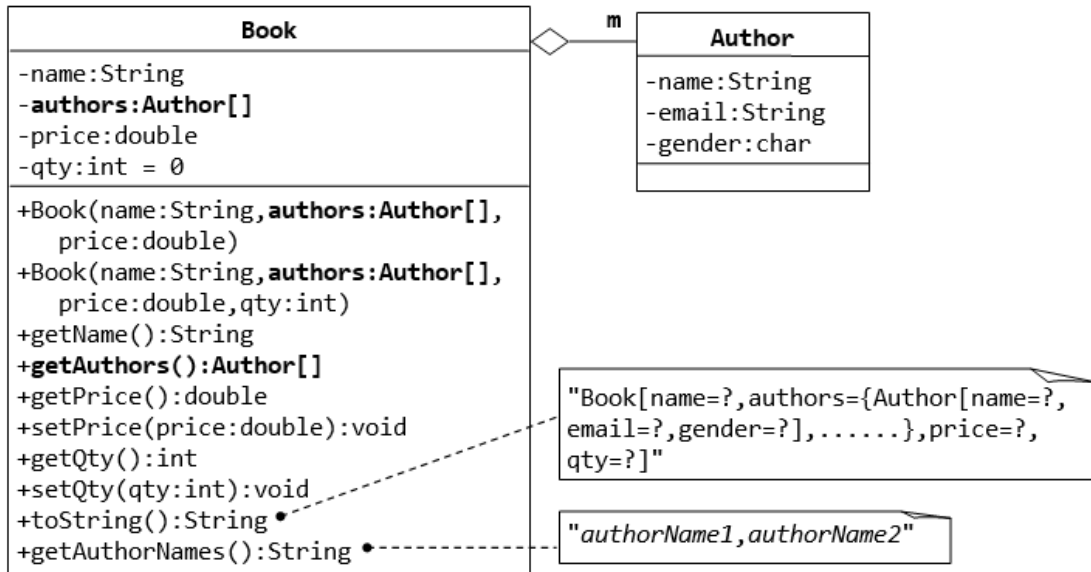 Book
-name:String
-authors:Author[]
-price:double
-qty:int = 0
+Book(name:String,authors:Author[],
price:double)
+Book(name:String,authors:Author[],
price:double,qty:int)
+getName():String
+getAuthors():Author[]
+getPrice():double
+setPrice(price:double):void
+getQty():int
+setQty(qty:int):void
+toString():String
+getAuthorNames():String
m
Author
-name:String
-email:String
-gender:char
"Book[name=?,authors={Author[name=?,
email=?,gender=?],......},price=?,
qty=?]"
"authorName1,authorName2"